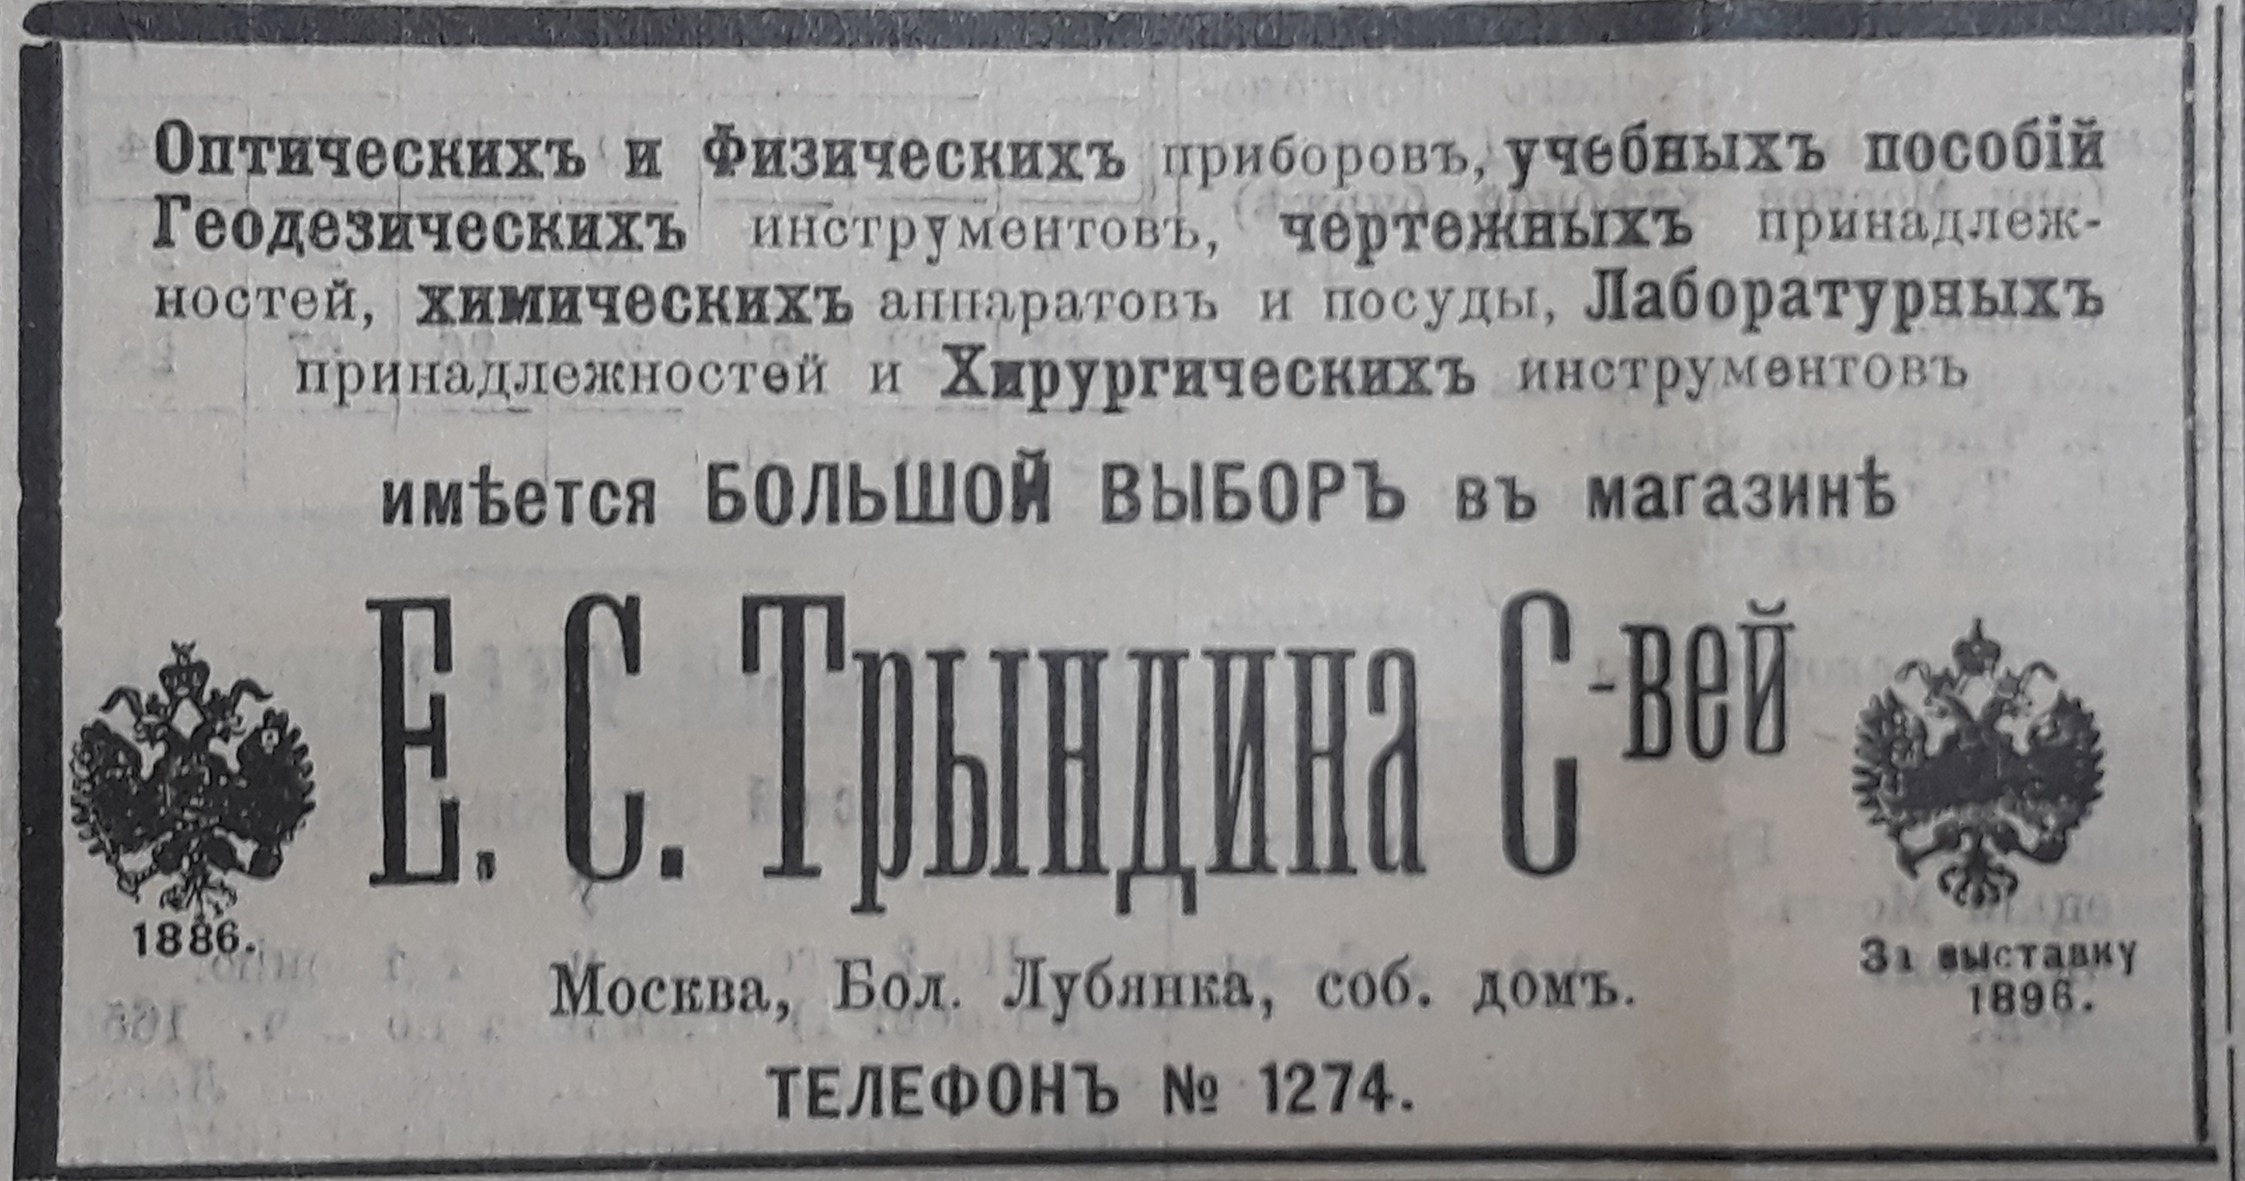 Оптическихъ и Физическихъ приборовъ, учебныхъ пособій
Геодезическихъ инструментовъ, чертежныхъ принадлеж-
ностей, химическихъ аппаратовъ и посуды, Лаборатурныхъ
принадлежностей и Хирургическихъ инструментовъ
имѣется БОЛЬШОЙ ВЫБОРЪ въ магазинѣ
Е. С. Трындина С-вей
1886.
За выставку
1896.
Москва, Бол. Лубянка, соб. домъ.
ТЕЛЕФОНЪ № 1274.